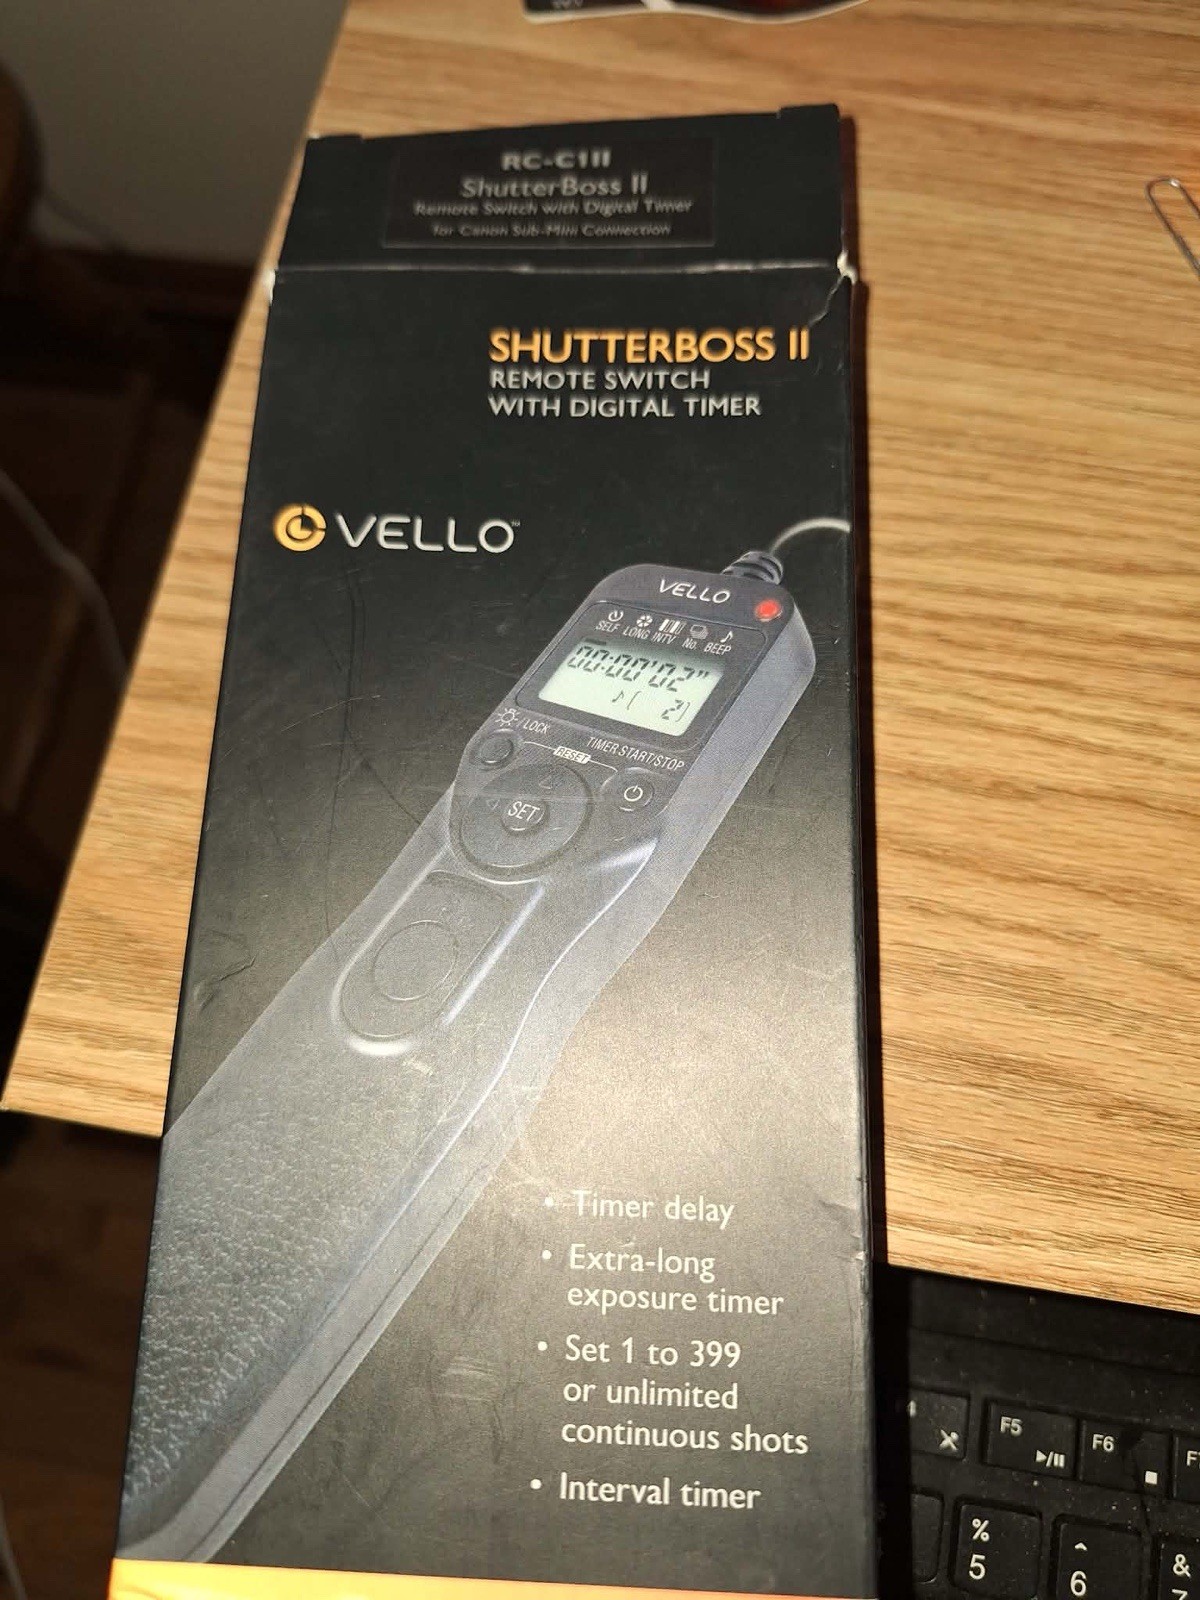 RC-C1II
ShutterBoss II
Remote Switch with Digital Timer
for Canon Sub-Mini Connection
SHUTTERBOSS II
REMOTE SWITCH
WITH DIGITAL TIMER
VELLO™
VELLO
SELF LONG INTV No. BEEP
00:00'02"
♪( 2)
/LOCK
TIMER START/STOP
RESET
SET
• Timer delay
• Extra-long
exposure timer
• Set 1 to 399
or unlimited
continuous shots
• Interval timer
F5
F6
%
5
^
6
&